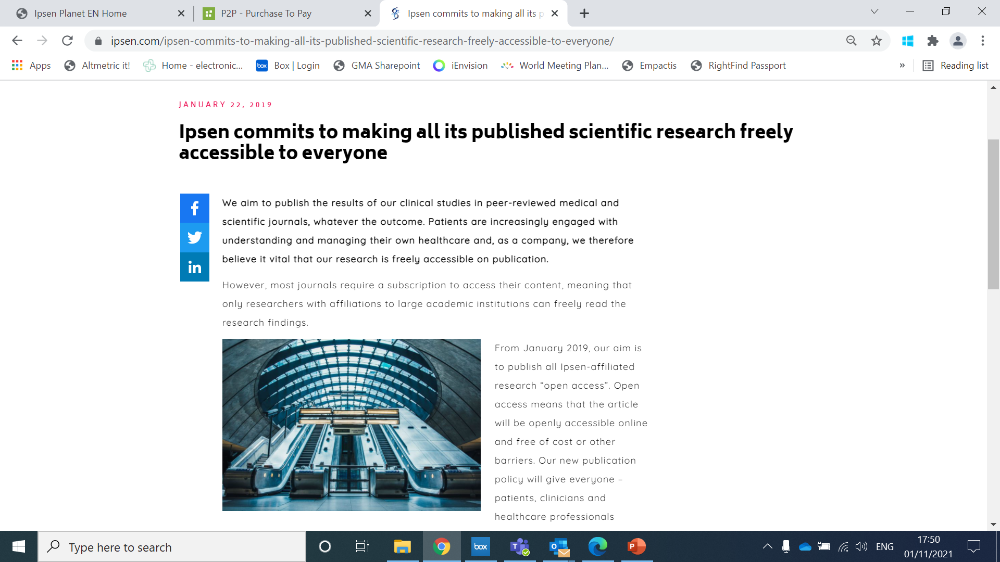 Ipsen Planet EN Home
P2P - Purchase To Pay
Ipsen commits to making all its p
ipsen.com/ipsen-commits-to-making-all-its-published-scientific-research-freely-accessible-to-everyone/
Apps
Altmetric it!
Home - electronic...
box
Box | Login
GMA Sharepoint
iEnvision
World Meeting Plan...
Empactis
RightFind Passport
»
Reading list
JANUARY 22, 2019
Ipsen commits to making all its published scientific research freely
accessible to everyone
f
in
We aim to publish the results of our clinical studies in peer-reviewed medical and
scientific journals, whatever the outcome. Patients are increasingly engaged with
understanding and managing their own healthcare and, as a company, we therefore
believe it vital that our research is freely accessible on publication.
However, most journals require a subscription to access their content, meaning that
only researchers with affiliations to large academic institutions can freely read the
research findings.
From January 2019, our aim is
to publish all Ipsen-affiliated
research “open access”. Open
access means that the article
will be openly accessible online
and free of cost or other
barriers. Our new publication
policy will give everyone –
patients, clinicians and
healthcare professionals
Type here to search
box
T
O
P
ENG
17:50
01/11/2021